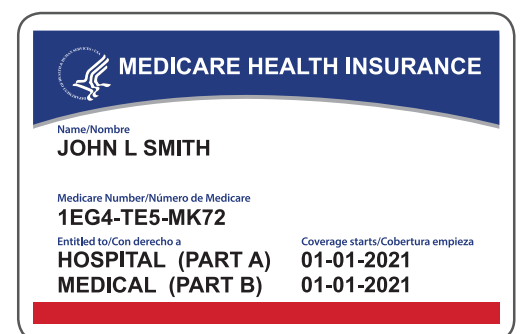 MEDICARE HEALTH INSURANCE
Name/Nombre
JOHN L SMITH
Medicare Number/Número de Medicare
1EG4-TE5-MK72
Entitled to/Con derecho a Coverage starts/Cobertura empieza
HOSPITAL (PART A) 01-01-2021
MEDICAL (PART B) 01-01-2021